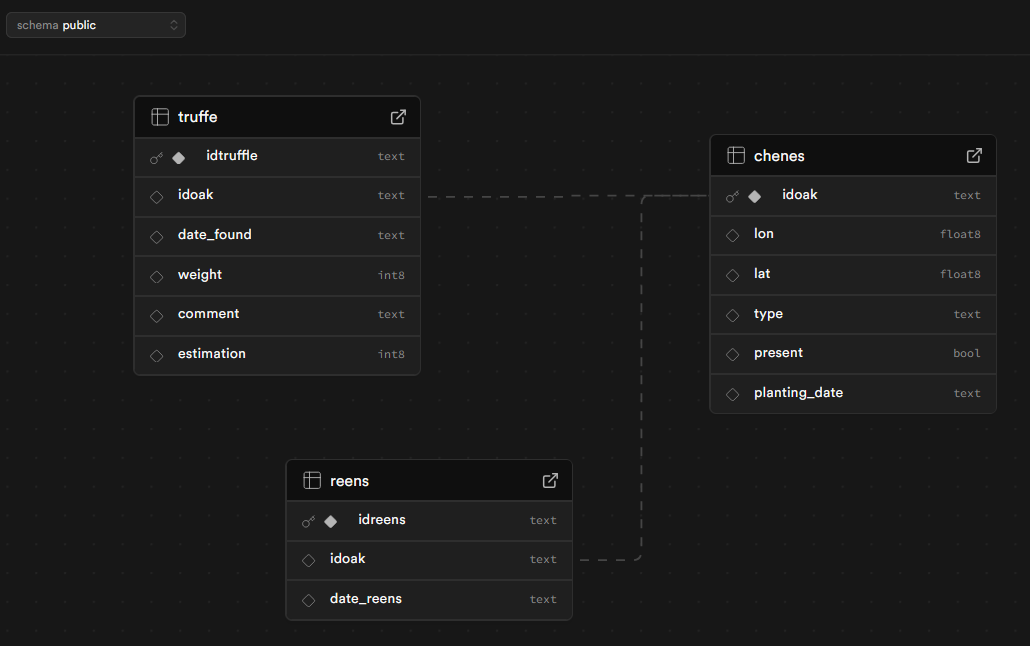 schema public
truffe
idtruffle text
idoak text
date_found text
weight int8
comment text
estimation int8
chenes
idoak text
lon float8
lat float8
type text
present bool
planting_date text
reens
idreens text
idoak text
date_reens text